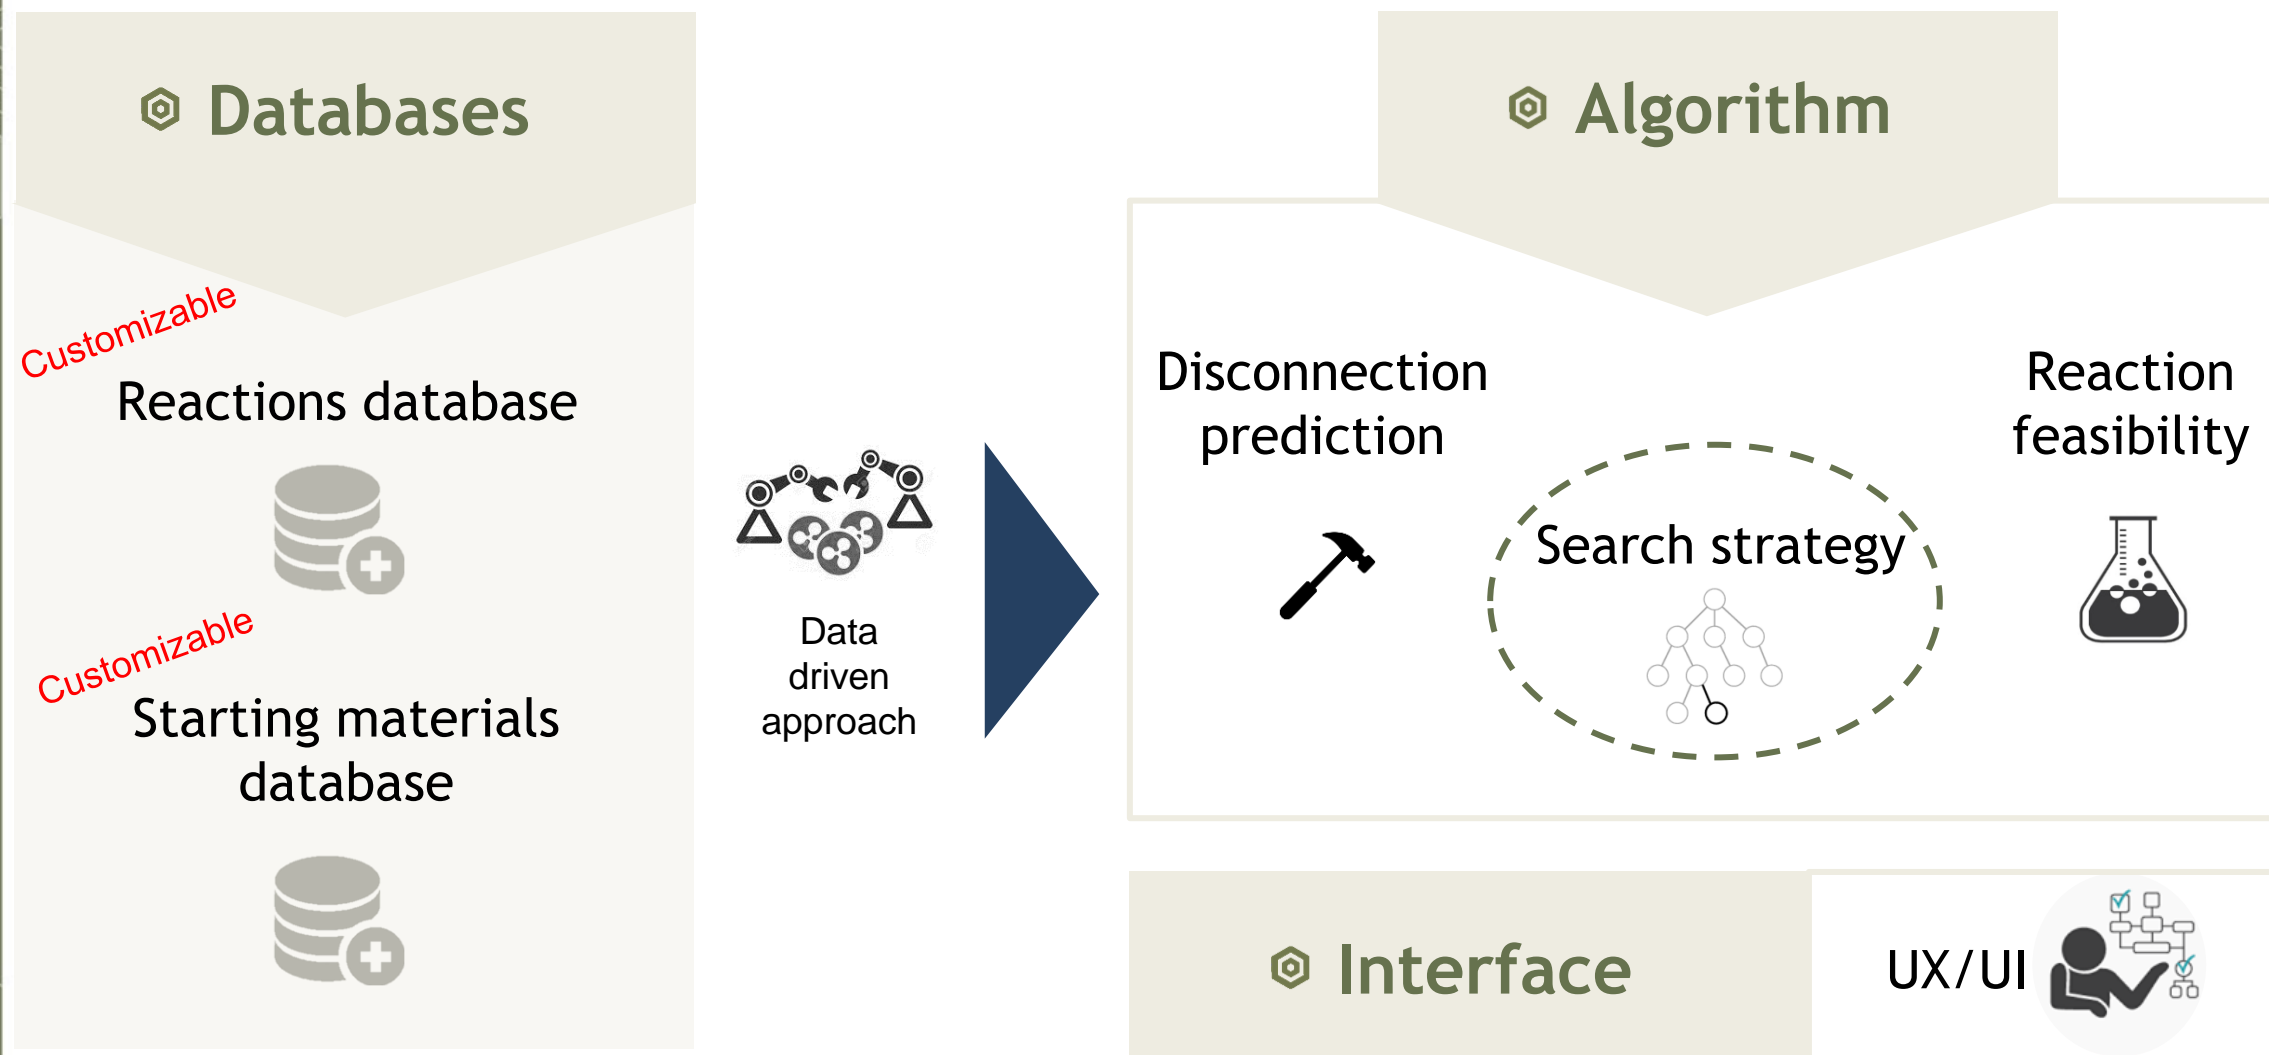 Databases
Customizable
Reactions database
Customizable
Starting materials
database
Data
driven
approach
Algorithm
Disconnection
prediction
Search strategy
Reaction
feasibility
Interface
UX/UI